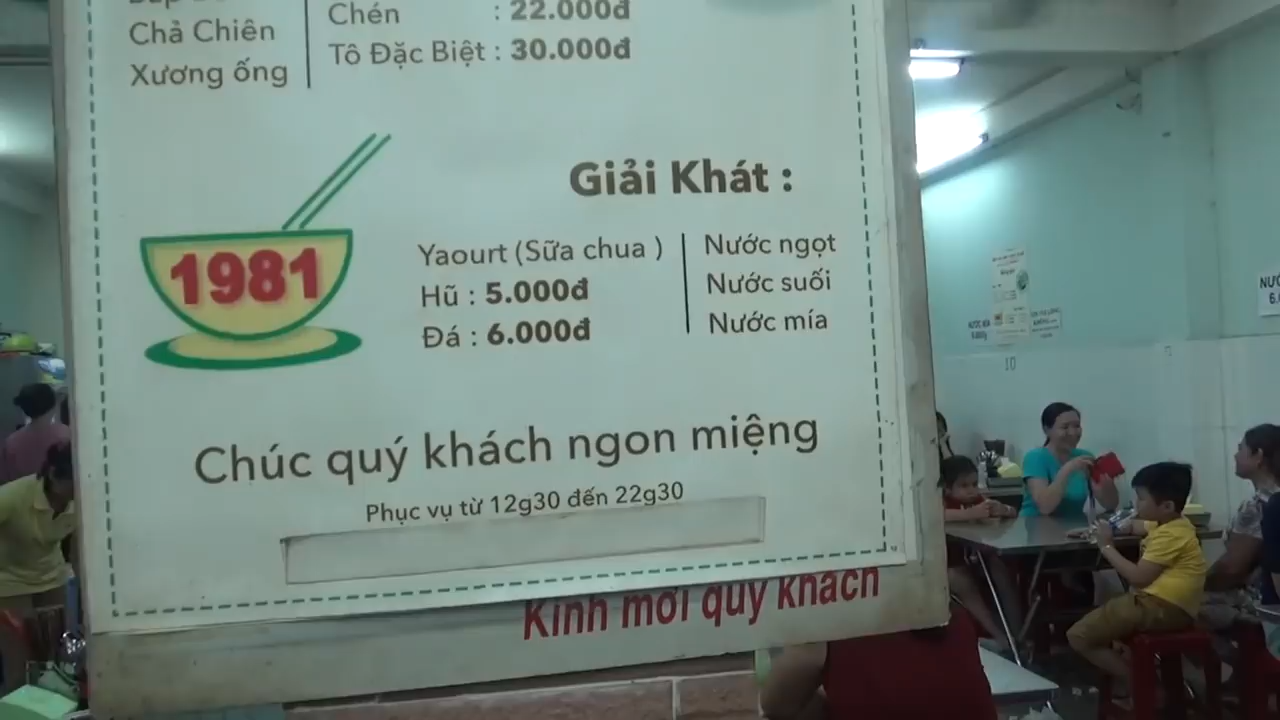 Chả Chiên
Xương ống
Chén : 22.000đ
Tô Đặc Biệt : 30.000đ
1981
Giải Khát :
Yaourt (Sữa chua )
Hũ : 5.000đ
Đá : 6.000đ
Nước ngọt
Nước suối
Nước mía
Chúc quý khách ngon miệng
Phục vụ từ 12g30 đến 22g30
Kính mời quý khách
10